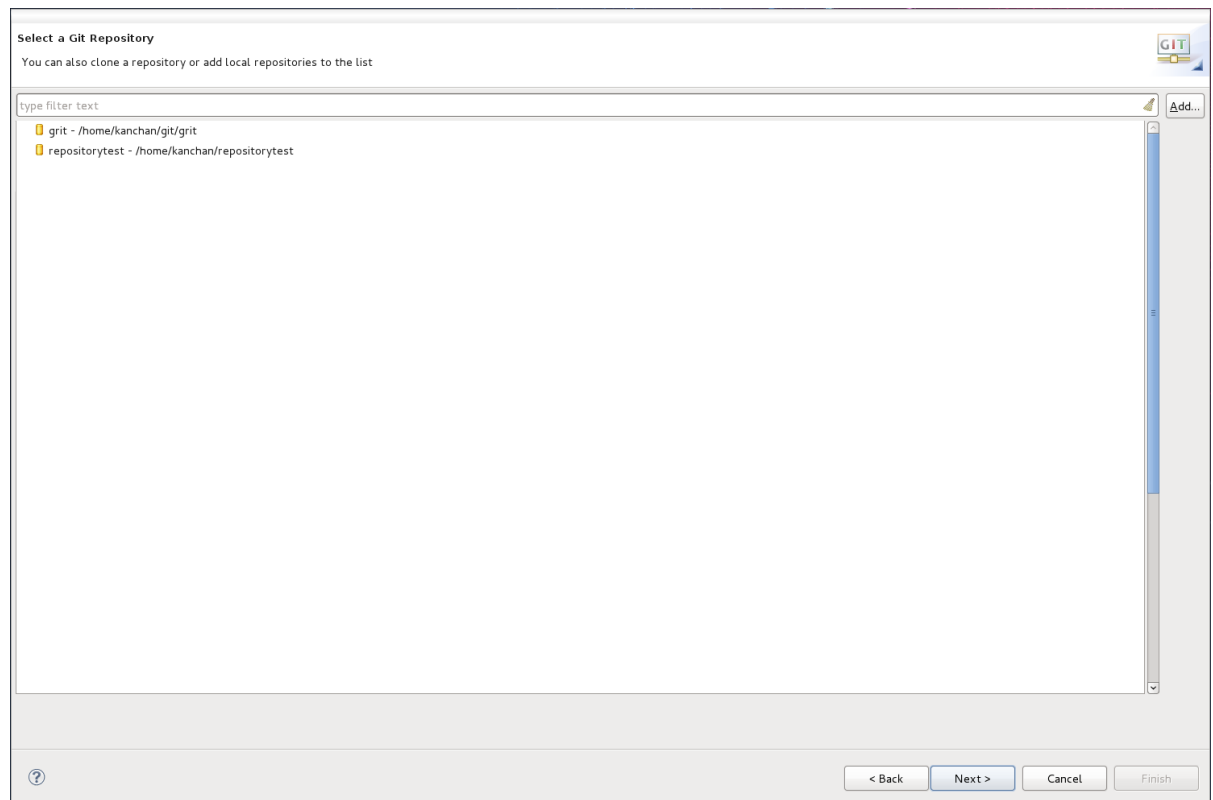 Select a Git Repository
You can also clone a repository or add local repositories to the list
GIT
type filter text
Add...
grit - /home/kanchan/git/grit
repositorytest - /home/kanchan/repositorytest
?
< Back
Next >
Cancel
Finish